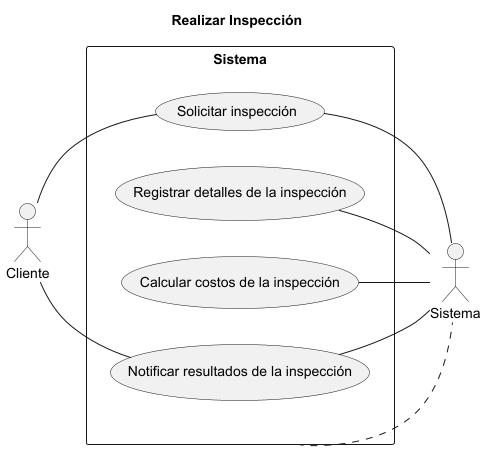 Realizar Inspección
Sistema
Solicitar inspección
Registrar detalles de la inspección
Cliente
Calcular costos de la inspección
Sistema
Notificar resultados de la inspección